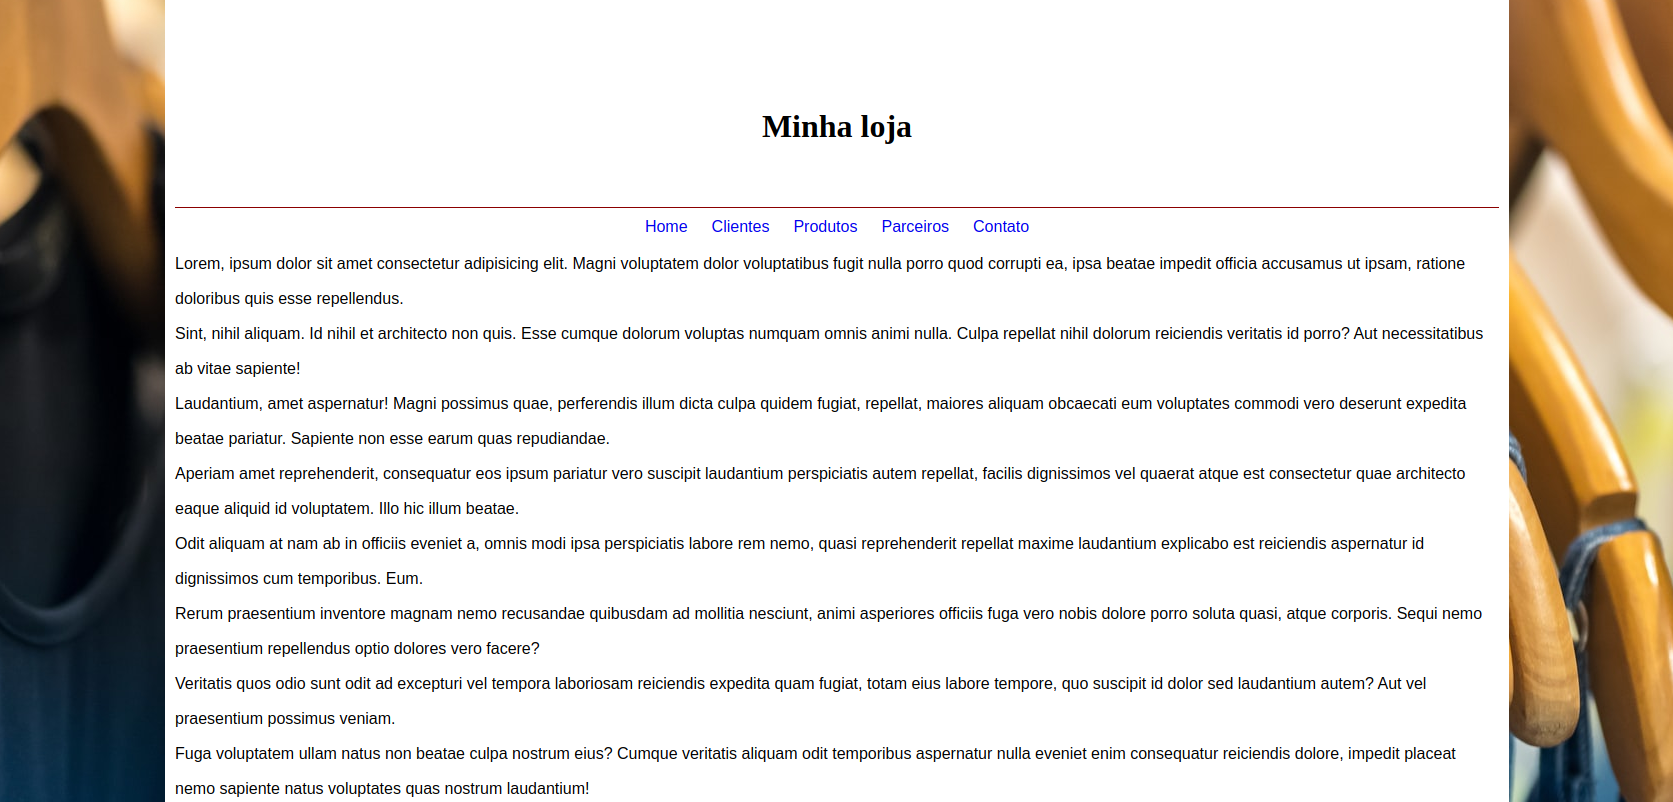 Minha loja
Home Clientes Produtos Parceiros Contato
Lorem, ipsum dolor sit amet consectetur adipisicing elit. Magni voluptatem dolor voluptatibus fugit nulla porro quod corrupti ea, ipsa beatae impedit officia accusamus ut ipsam, ratione
doloribus quis esse repellendus.
Sint, nihil aliquam. Id nihil et architecto non quis. Esse cumque dolorum voluptas numquam omnis animi nulla. Culpa repellat nihil dolorum reiciendis veritatis id porro? Aut necessitatibus
ab vitae sapiente!
Laudantium, amet aspernatur! Magni possimus quae, perferendis illum dicta culpa quidem fugiat, repellat, maiores aliquam obcaecati eum voluptates commodi vero deserunt expedita
beatae pariatur. Sapiente non esse earum quas repudiandae.
Aperiam amet reprehenderit, consequatur eos ipsum pariatur vero suscipit laudantium perspiciatis autem repellat, facilis dignissimos vel quaerat atque est consectetur quae architecto
eaque aliquid id voluptatem. Illo hic illum beatae.
Odit aliquam at nam ab in officiis eveniet a, omnis modi ipsa perspiciatis labore rem nemo, quasi reprehenderit repellat maxime laudantium explicabo est reiciendis aspernatur id
dignissimos cum temporibus. Eum.
Rerum praesentium inventore magnam nemo recusandae quibusdam ad mollitia nesciunt, animi asperiores officiis fuga vero nobis dolore porro soluta quasi, atque corporis. Sequi nemo
praesentium repellendus optio dolores vero facere?
Veritatis quos odio sunt odit ad excepturi vel tempora laboriosam reiciendis expedita quam fugiat, totam eius labore tempore, quo suscipit id dolor sed laudantium autem? Aut vel
praesentium possimus veniam.
Fuga voluptatem ullam natus non beatae culpa nostrum eius? Cumque veritatis aliquam odit temporibus aspernatur nulla eveniet enim consequatur reiciendis dolore, impedit placeat
nemo sapiente natus voluptates quas nostrum laudantium!